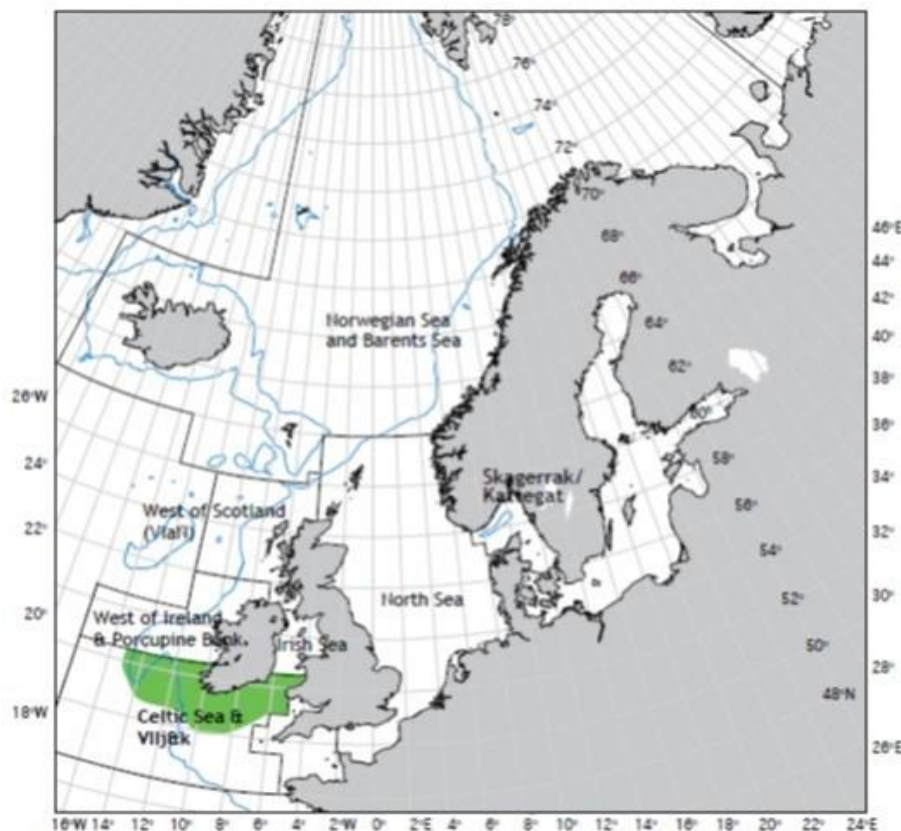 78°
76°
74°
72°
70°
68°
66°
64°
62°
60°
58°
56°
54°
52°
50°
48°N
46°E
44°E
42°E
40°E
38°E
36°E
34°E
32°E
30°E
28°E
26°E
26°W
24°W
22°W
20°W
18°W
Norwegian Sea
and Barents Sea
Skagerrak/
Kattegat
West of Scotland
North Sea
West of Ireland
& Porcupine Bank
Irish Sea
Celtic Sea &
16°W 14° 12° 10° 8° 6° 4° 2°W 0° 2°E 4° 6° 8° 10° 12° 14° 16° 18° 20° 22° 24°E